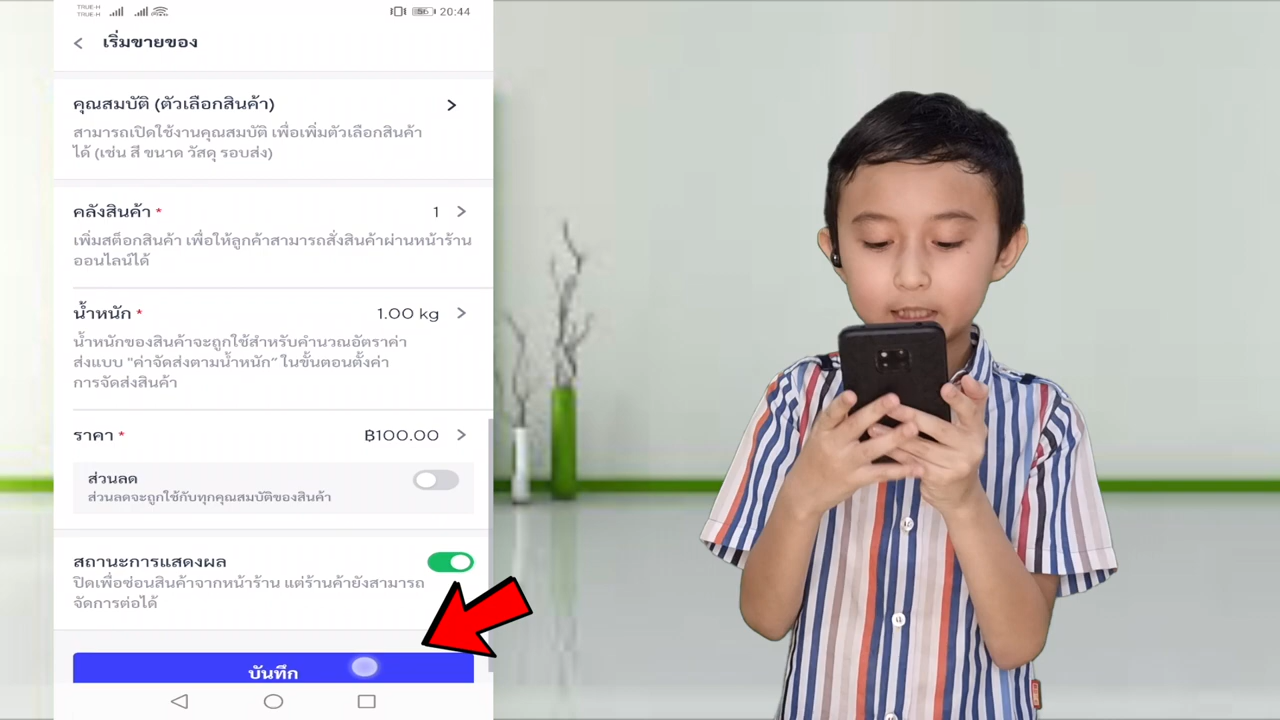 TRUE-H
TRUE-H
56
20:44
เริ่มขายของ
คุณสมบัติ (ตัวเลือกสินค้า)
สามารถเปิดใช้งานคุณสมบัติ เพื่อเพิ่มตัวเลือกสินค้า
ได้ (เช่น สี ขนาด วัสดุ รอบส่ง)
คลังสินค้า * 1
เพิ่มสต็อกสินค้า เพื่อให้ลูกค้าสามารถสั่งสินค้าผ่านหน้าร้าน
ออนไลน์ได้
น้ำหนัก * 1.00 kg
น้ำหนักของสินค้าจะถูกใช้สำหรับคำนวณอัตราค่า
ส่งแบบ "ค่าจัดส่งตามน้ำหนัก" ในขั้นตอนตั้งค่า
การจัดส่งสินค้า
ราคา * ฿100.00
ส่วนลด
ส่วนลดจะถูกใช้กับทุกคุณสมบัติของสินค้า
สถานะการแสดงผล
ปิดเพื่อซ่อนสินค้าจากหน้าร้าน แต่ร้านค้ายังสามารถ
จัดการต่อได้
บันทึก